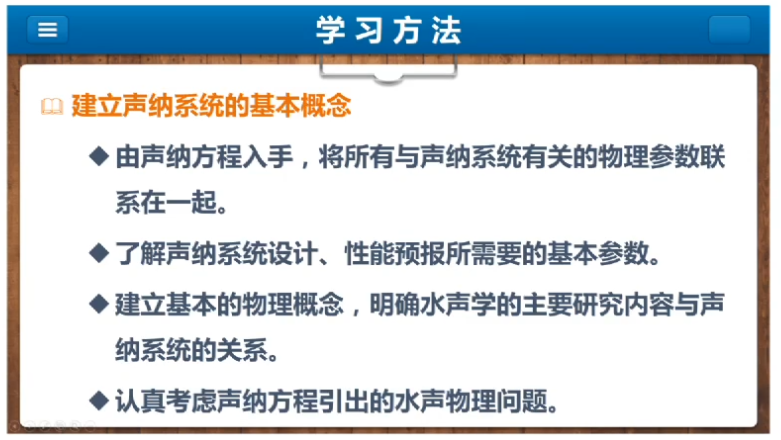 学习方法
建立声纳系统的基本概念
由声纳方程入手，将所有与声纳系统有关的物理参数联
系在一起。
了解声纳系统设计、性能预报所需要的基本参数。
建立基本的物理概念，明确水声学的主要研究内容与声
纳系统的关系。
认真考虑声纳方程引出的水声物理问题。